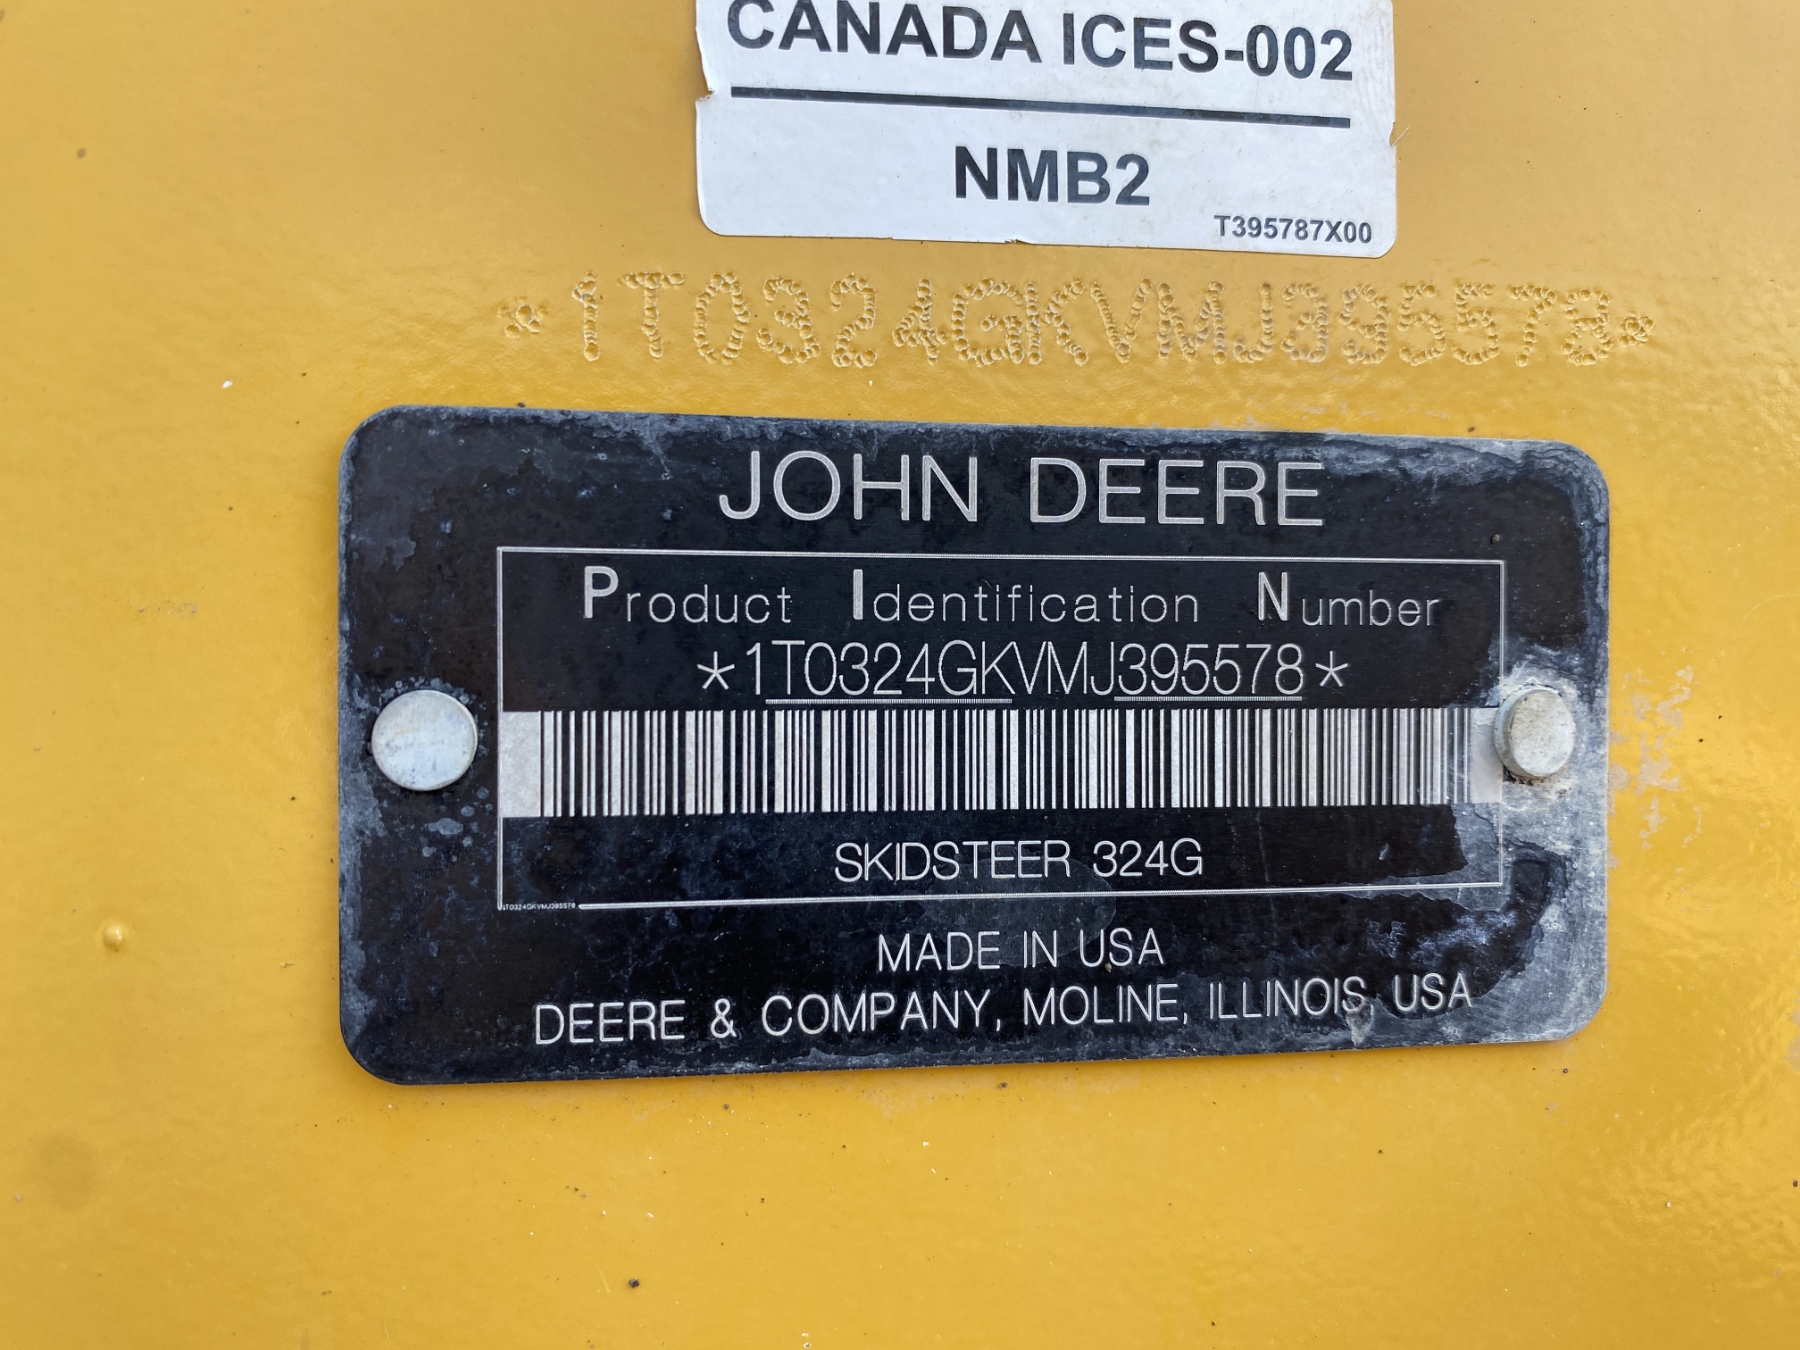 CANADA ICES-002
NMB2
T395787X00
*1T0324GKVMJ395578*
JOHN DEERE
Product Identification Number
*1T0324GKVMJ395578*
SKIDSTEER 324G
1T0324GKVMJ395578
MADE IN USA
DEERE & COMPANY, MOLINE, ILLINOIS, USA